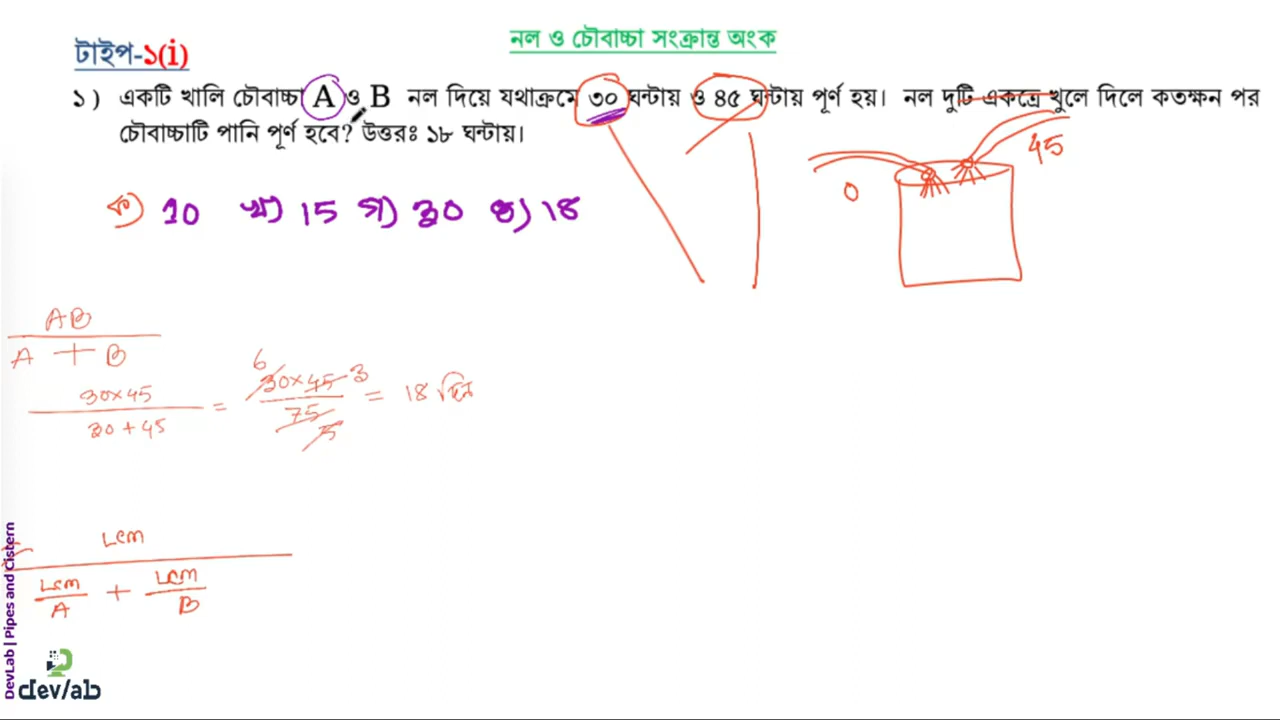 নল ও চৌবাচ্চা সংক্রান্ত অংক
টাইপ-১(i)
১) একটি খালি চৌবাচ্চা A ও B নল দিয়ে যথাক্রমে ৩০ ঘন্টায় ও ৪৫ ঘন্টায় পূর্ণ হয়। নল দুটি একত্রে খুলে দিলে কতক্ষন পর
চৌবাচ্চাটি পানি পূর্ণ হবে? উত্তরঃ ১৮ ঘন্টায়।
0 45
ক) 10 খ) 15 গ) 30 ঙ) 18
AB
A + B
30×45
30+45
=
6 30×45 3
75
5
= 18 দিন
Lcm
Lcm
A
+
Lcm
B
DevLab | Pipes and Cistern
dev/ab